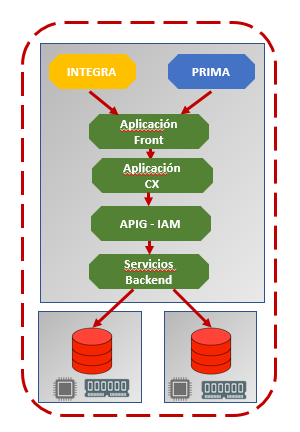 INTEGRA
PRIMA
Aplicación
Front
Aplicación
CX
APIG - IAM
Servicios
Backend